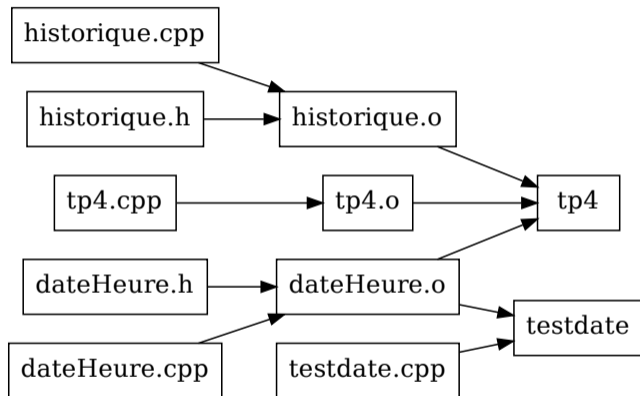 historique.cpp
historique.h
historique.o
tp4.cpp
tp4.o
tp4
dateHeure.h
dateHeure.o
testdate
dateHeure.cpp
testdate.cpp